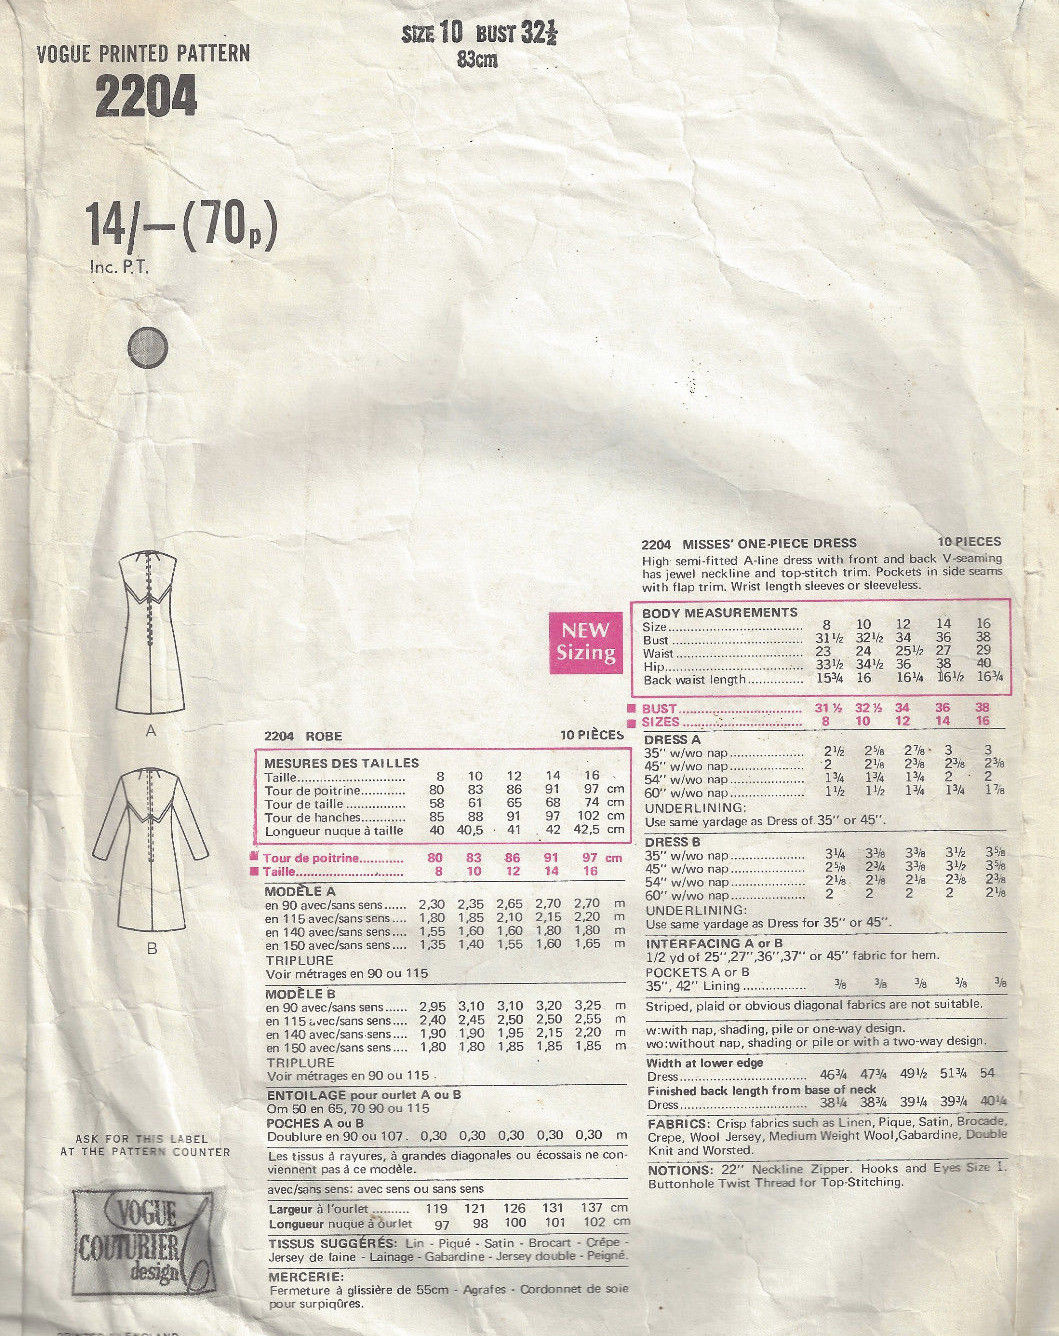 SIZE 10 BUST 32½
83cm
VOGUE PRINTED PATTERN
2204
14/–(70p)
Inc. P.T.
A
B
ASK FOR THIS LABEL
AT THE PATTERN COUNTER
VOGUE
COUTURIER
design
NEW
Sizing
2204 ROBE 10 PIÈCES
MESURES DES TAILLES
Taille............................ 8 10 12 14 16
Tour de poitrine............ 80 83 86 91 97 cm
Tour de taille ................ 58 61 65 68 74 cm
Tour de hanches............ 85 88 91 97 102 cm
Longueur nuque à taille 40 40,5 41 42 42,5 cm
Tour de poitrine............ 80 83 86 91 97 cm
Taille............................ 8 10 12 14 16
MODÈLE A
en 90 avec/sans sens...... 2,30 2,35 2,65 2,70 2,70 m
en 115 avec/sans sens.... 1,80 1,85 2,10 2,15 2,20 m
en 140 avec/sans sens.... 1,55 1,60 1,60 1,80 1,80 m
en 150 avec/sans sens.... 1,35 1,40 1,55 1,60 1,65 m
TRIPLURE
Voir métrages en 90 ou 115
MODÈLE B
en 90 avec/sans sens...... 2,95 3,10 3,10 3,20 3,25 m
en 115 avec/sans sens.... 2,40 2,45 2,50 2,50 2,55 m
en 140 avec/sans sens.... 1,90 1,90 1,95 2,15 2,20 m
en 150 avec/sans sens.... 1,80 1,80 1,85 1,85 1,85 m
TRIPLURE
Voir métrages en 90 ou 115
ENTOILAGE pour ourlet A ou B
Om 50 en 65, 70 90 ou 115
POCHES A ou B
Doublure en 90 ou 107. 0,30 0,30 0,30 0,30 0,30 m
Les tissus à rayures, à grandes diagonales ou écossais ne con-
viennent pas à ce modèle.
avec/sans sens: avec sens ou sans sens
Largeur à l'ourlet .......... 119 121 126 131 137 cm
Longueur nuque à ourlet 97 98 100 101 102 cm
TISSUS SUGGÉRÉS: Lin - Piqué - Satin - Brocart - Crêpe -
Jersey de laine - Lainage - Gabardine - Jersey double - Peigné.
MERCERIE:
Fermeture à glissière de 55cm - Agrafes - Cordonnet de soie
pour surpiqûres.
2204 MISSES' ONE-PIECE DRESS 10 PIECES
High semi-fitted A-line dress with front and back V-seaming
has jewel neckline and top-stitch trim. Pockets in side seams
with flap trim. Wrist length sleeves or sleeveless.
BODY MEASUREMENTS
Size.................................. 8 10 12 14 16
Bust ................................. 31½ 32½ 34 36 38
Waist ................................ 23 24 25½ 27 29
Hip................................... 33½ 34½ 36 38 40
Back waist length.............. 15¾ 16 16¼ 16½ 16¾
BUST............................... 31 ½ 32 ½ 34 36 38
SIZES .............................. 8 10 12 14 16
DRESS A
35" w/wo nap................... 2½ 2⅝ 2⅞ 3 3
45" w/wo nap................... 2 2⅛ 2⅜ 2⅜ 2⅜
54" w/wo nap................... 1¾ 1¾ 1¾ 2 2
60" w/wo nap................... 1½ 1½ 1¾ 1¾ 1⅞
UNDERLINING:
Use same yardage as Dress of 35" or 45".
DRESS B
35" w/wo nap................... 3¼ 3⅜ 3⅜ 3½ 3⅝
45" w/wo nap................... 2⅝ 2¾ 3⅜ 3½ 3⅝
54" w/wo nap................... 2⅛ 2⅛ 2⅛ 2⅜ 2⅜
60" w/wo nap................... 2 2 2 2 2⅛
UNDERLINING:
Use same yardage as Dress for 35" or 45".
INTERFACING A or B
1/2 yd of 25",27",36",37" or 45" fabric for hem.
POCKETS A or B
35", 42" Lining ................ ⅜ ⅜ ⅜ ⅜ ⅜
Striped, plaid or obvious diagonal fabrics are not suitable.
w:with nap, shading, pile or one-way design.
wo:without nap, shading or pile or with a two-way design.
Width at lower edge
Dress................................ 46¾ 47¾ 49½ 51¾ 54
Finished back length from base of neck
Dress................................ 38¼ 38¾ 39¼ 39¾ 40¼
FABRICS: Crisp fabrics such as Linen, Pique, Satin, Brocade,
Crepe, Wool Jersey, Medium Weight Wool,Gabardine, Double
Knit and Worsted.
NOTIONS: 22" Neckline Zipper. Hooks and Eyes Size 1.
Buttonhole Twist Thread for Top-Stitching.